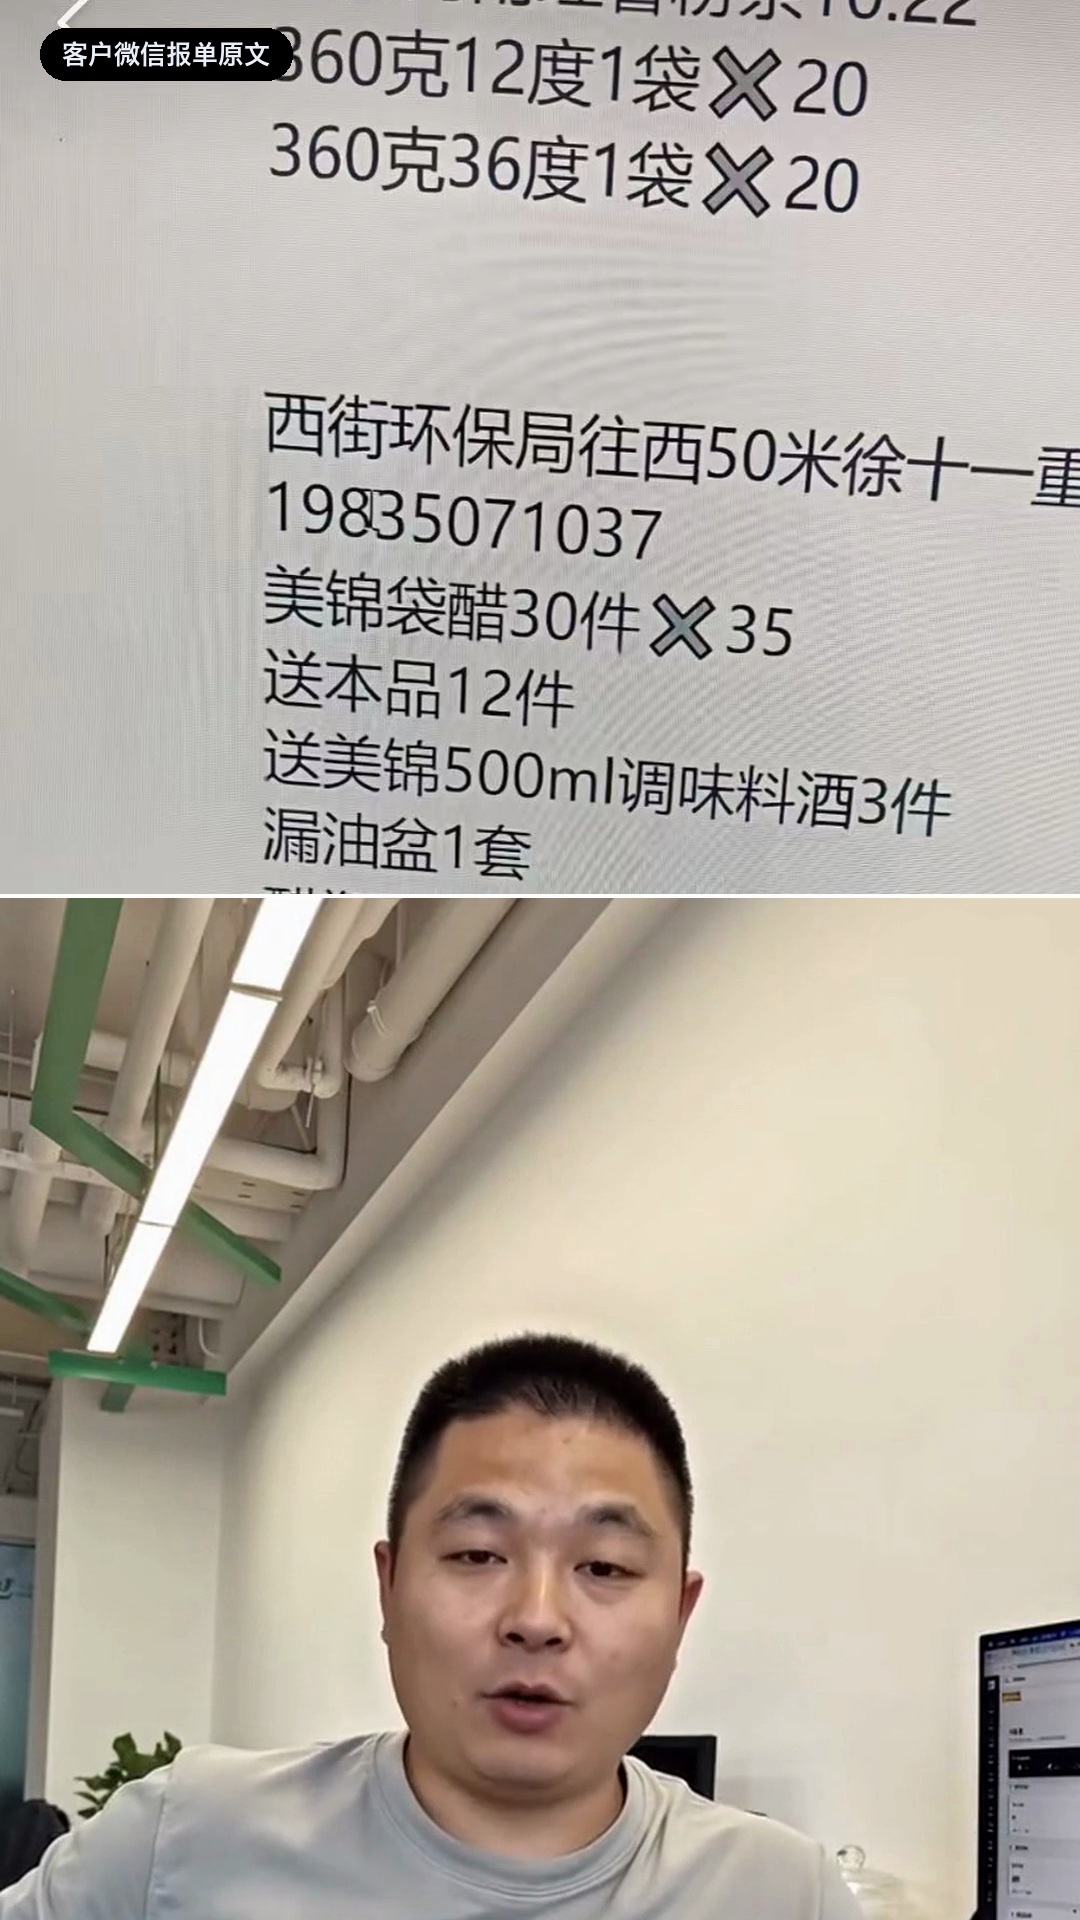 客户微信报单原文
360克12度1袋✖20
360克36度1袋✖20
西街环保局往西50米徐十一重
19835071037
美锦袋醋30件✖35
送本品12件
送美锦500ml调味料酒3件
漏油盆1套